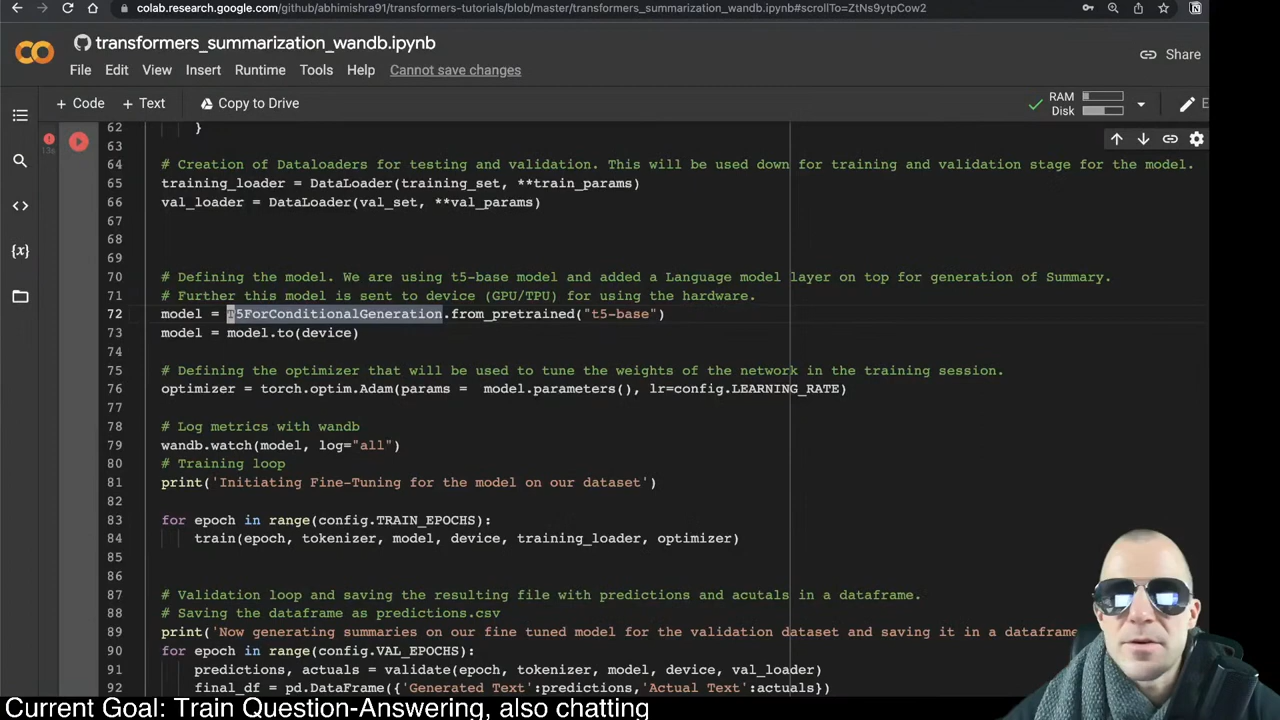 colab.research.google.com/github/abhimishra91/transformers-tutorials/blob/master/transformers_summarization_wandb.ipynb#scrollTo=ZtNs9ytpCow2
transformers_summarization_wandb.ipynb
Share
File Edit View Insert Runtime Tools Help Cannot save changes
+ Code + Text Copy to Drive
RAM
Disk
E
13s
62 }
63
64 # Creation of Dataloaders for testing and validation. This will be used down for training and validation stage for the model.
65 training_loader = DataLoader(training_set, **train_params)
66 val_loader = DataLoader(val_set, **val_params)
67
68
69
70 # Defining the model. We are using t5-base model and added a Language model layer on top for generation of Summary.
71 # Further this model is sent to device (GPU/TPU) for using the hardware.
72 model = T5ForConditionalGeneration.from_pretrained("t5-base")
73 model = model.to(device)
74
75 # Defining the optimizer that will be used to tune the weights of the network in the training session.
76 optimizer = torch.optim.Adam(params =  model.parameters(), lr=config.LEARNING_RATE)
77
78 # Log metrics with wandb
79 wandb.watch(model, log="all")
80 # Training loop
81 print('Initiating Fine-Tuning for the model on our dataset')
82
83 for epoch in range(config.TRAIN_EPOCHS):
84 train(epoch, tokenizer, model, device, training_loader, optimizer)
85
86
87 # Validation loop and saving the resulting file with predictions and acutals in a dataframe.
88 # Saving the dataframe as predictions.csv
89 print('Now generating summaries on our fine tuned model for the validation dataset and saving it in a dataframe
90 for epoch in range(config.VAL_EPOCHS):
91 predictions, actuals = validate(epoch, tokenizer, model, device, val_loader)
92 final_df = pd.DataFrame({'Generated Text':predictions,'Actual Text':actuals})
Current Goal: Train Question-Answering, also chatting